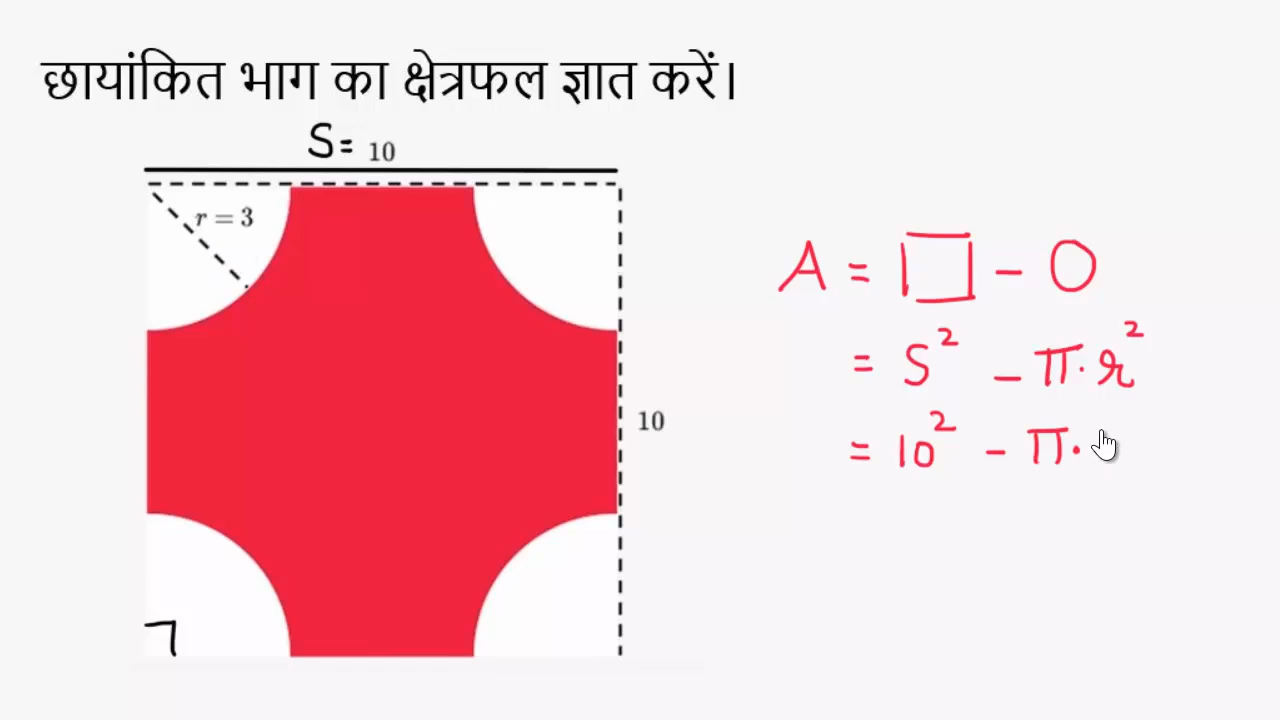 छायांकित भाग का क्षेत्रफल ज्ञात करें।
S= 10
r = 3
A = □ - O
= S² - π·r²
10
= 10² - π·